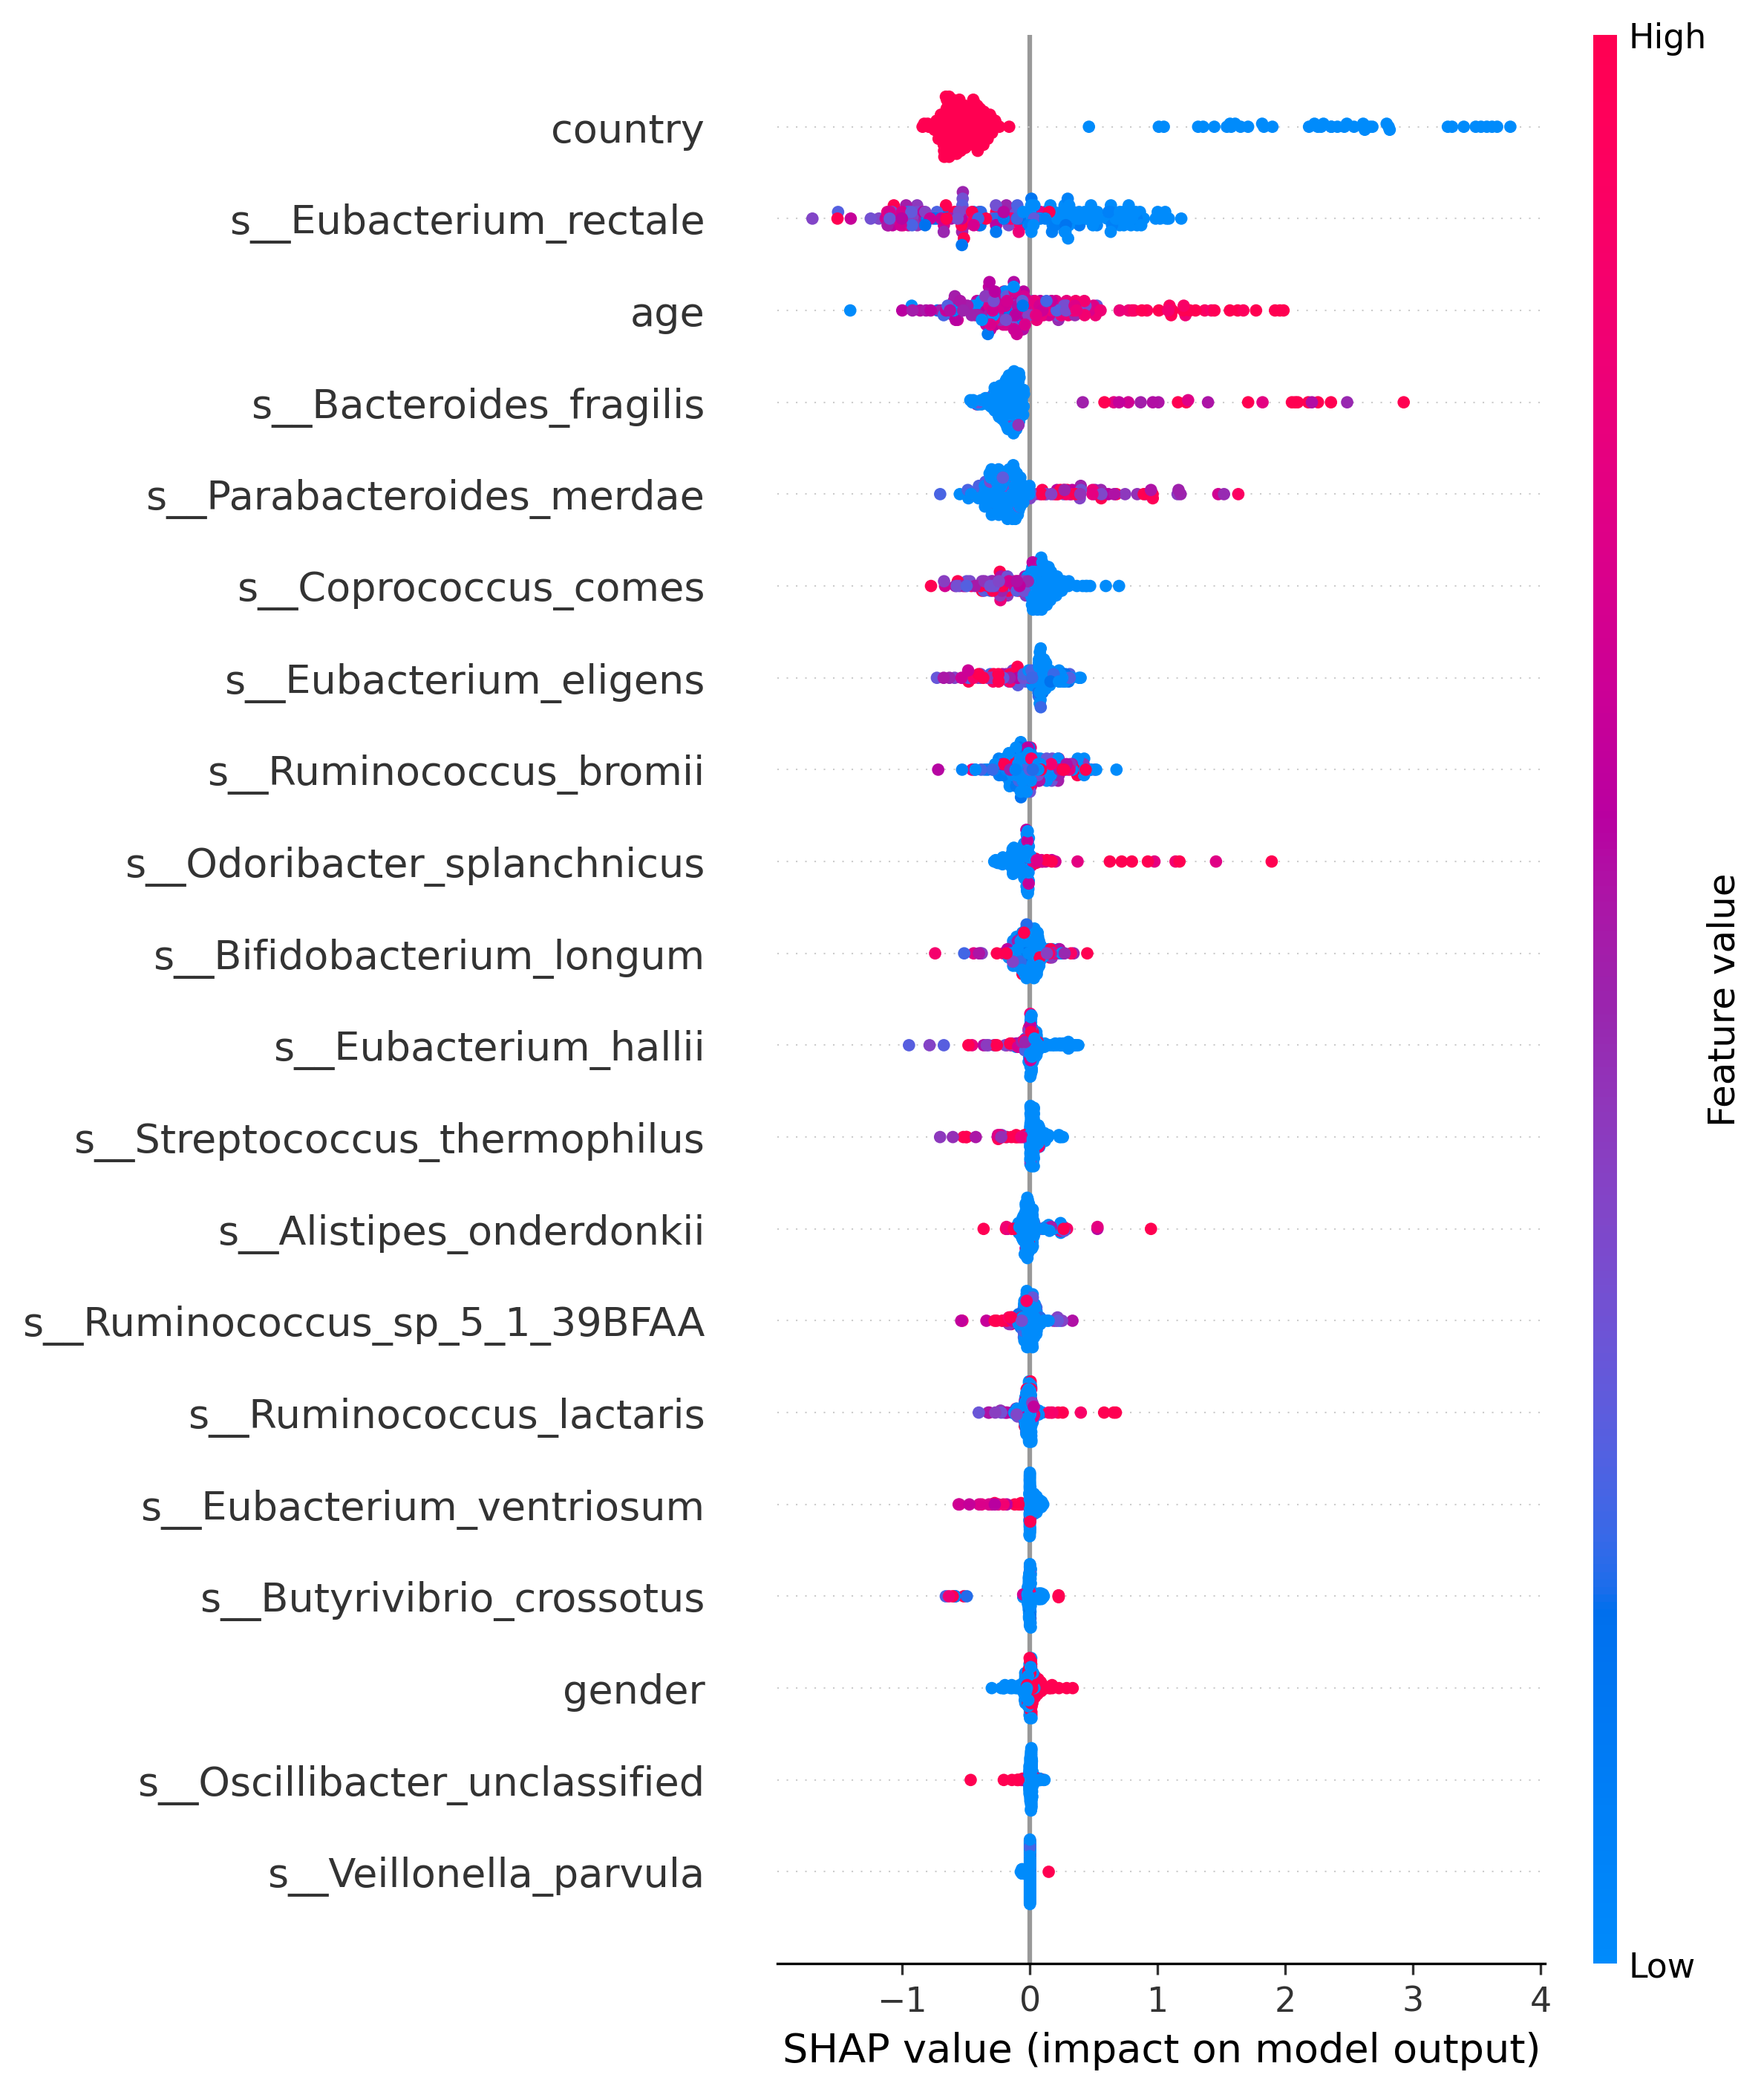 High
country
s__Eubacterium_rectale
age
s__Bacteroides_fragilis
s__Parabacteroides_merdae
s__Coprococcus_comes
s__Eubacterium_eligens
s__Ruminococcus_bromii
s__Odoribacter_splanchnicus
s__Bifidobacterium_longum
s__Eubacterium_hallii
s__Streptococcus_thermophilus
s__Alistipes_onderdonkii
s__Ruminococcus_sp_5_1_39BFAA
s__Ruminococcus_lactaris
s__Eubacterium_ventriosum
s__Butyrivibrio_crossotus
gender
s__Oscillibacter_unclassified
s__Veillonella_parvula
Feature value
Low
−1 0 1 2 3 4
SHAP value (impact on model output)